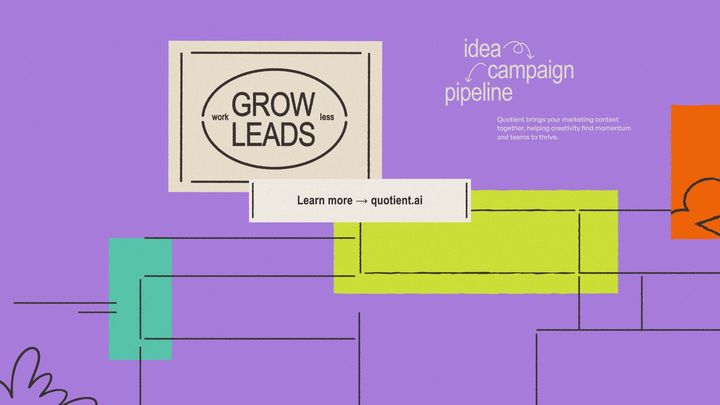 GROW
work less
LEADS
idea
campaign
pipeline
Quotient brings your marketing context
together, helping creativity find momentum
and teams to thrive.
Learn more → quotient.ai